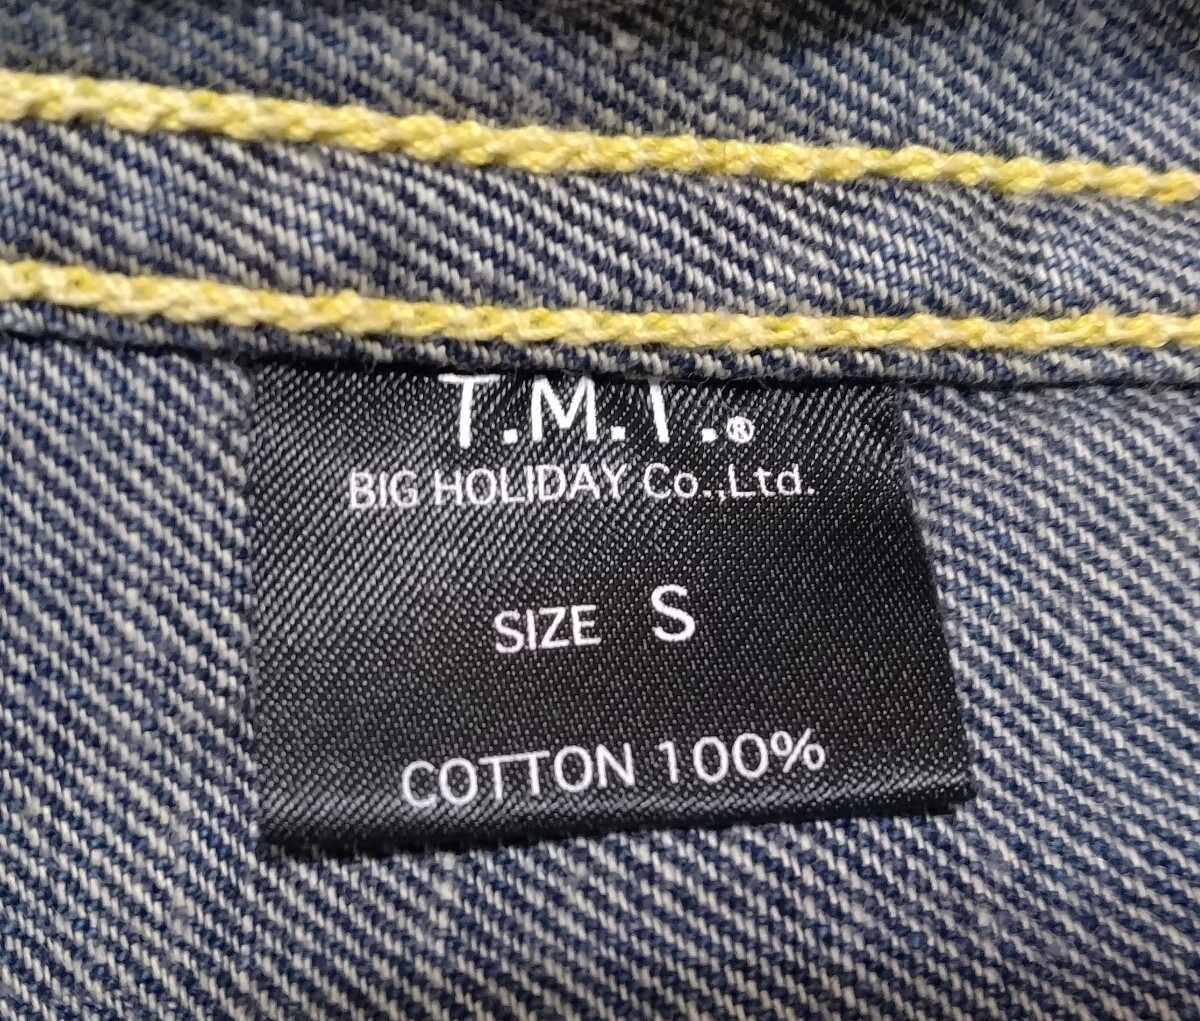 T.M.T.®
BIG HOLIDAY Co.,Ltd.
SIZE S
COTTON 100%